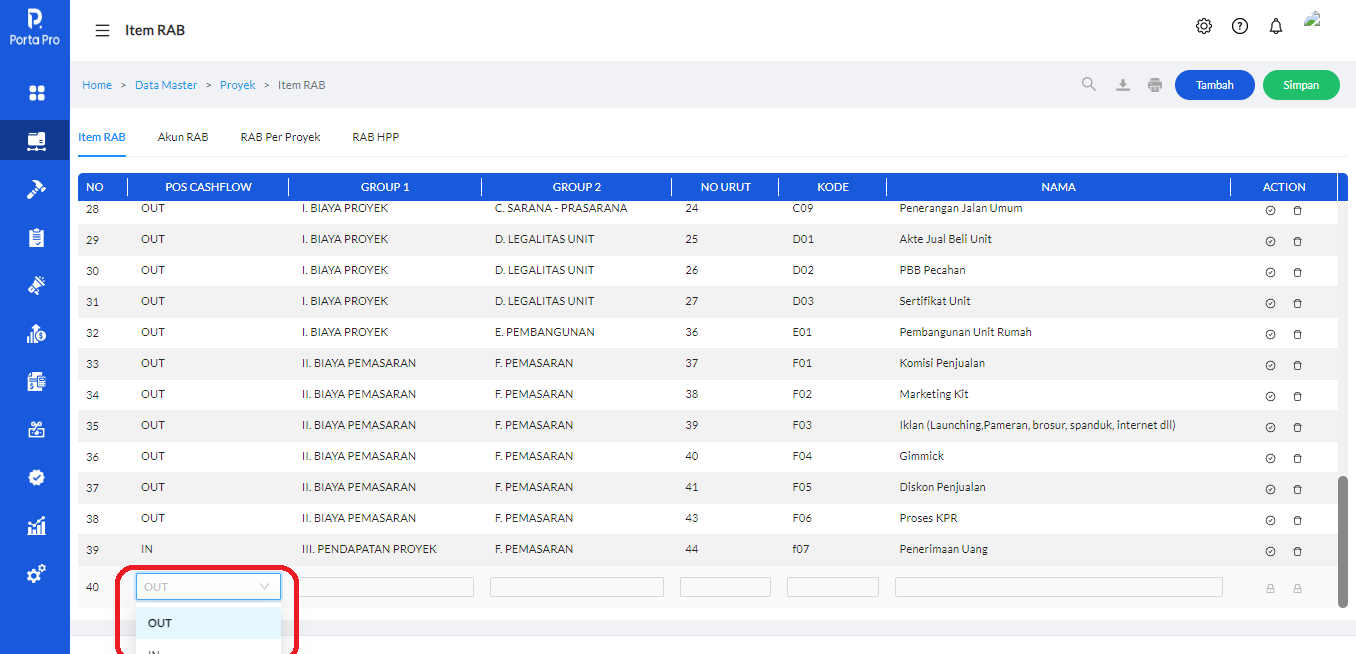 Porta Pro
Item RAB
Home > Data Master > Proyek > Item RAB
Tambah
Simpan
Item RAB Akun RAB RAB Per Proyek RAB HPP
NO POS CASHFLOW GROUP 1 GROUP 2 NO URUT KODE NAMA ACTION
28 OUT I. BIAYA PROYEK C. SARANA - PRASARANA 24 C09 Penerangan Jalan Umum
29 OUT I. BIAYA PROYEK D. LEGALITAS UNIT 25 D01 Akte Jual Beli Unit
30 OUT I. BIAYA PROYEK D. LEGALITAS UNIT 26 D02 PBB Pecahan
31 OUT I. BIAYA PROYEK D. LEGALITAS UNIT 27 D03 Sertifikat Unit
32 OUT I. BIAYA PROYEK E. PEMBANGUNAN 36 E01 Pembangunan Unit Rumah
33 OUT II. BIAYA PEMASARAN F. PEMASARAN 37 F01 Komisi Penjualan
34 OUT II. BIAYA PEMASARAN F. PEMASARAN 38 F02 Marketing Kit
35 OUT II. BIAYA PEMASARAN F. PEMASARAN 39 F03 Iklan (Launching,Pameran, brosur, spanduk, internet dll)
36 OUT II. BIAYA PEMASARAN F. PEMASARAN 40 F04 Gimmick
37 OUT II. BIAYA PEMASARAN F. PEMASARAN 41 F05 Diskon Penjualan
38 OUT II. BIAYA PEMASARAN F. PEMASARAN 43 F06 Proses KPR
39 IN III. PENDAPATAN PROYEK F. PEMASARAN 44 f07 Penerimaan Uang
40 OUT
OUT
IN